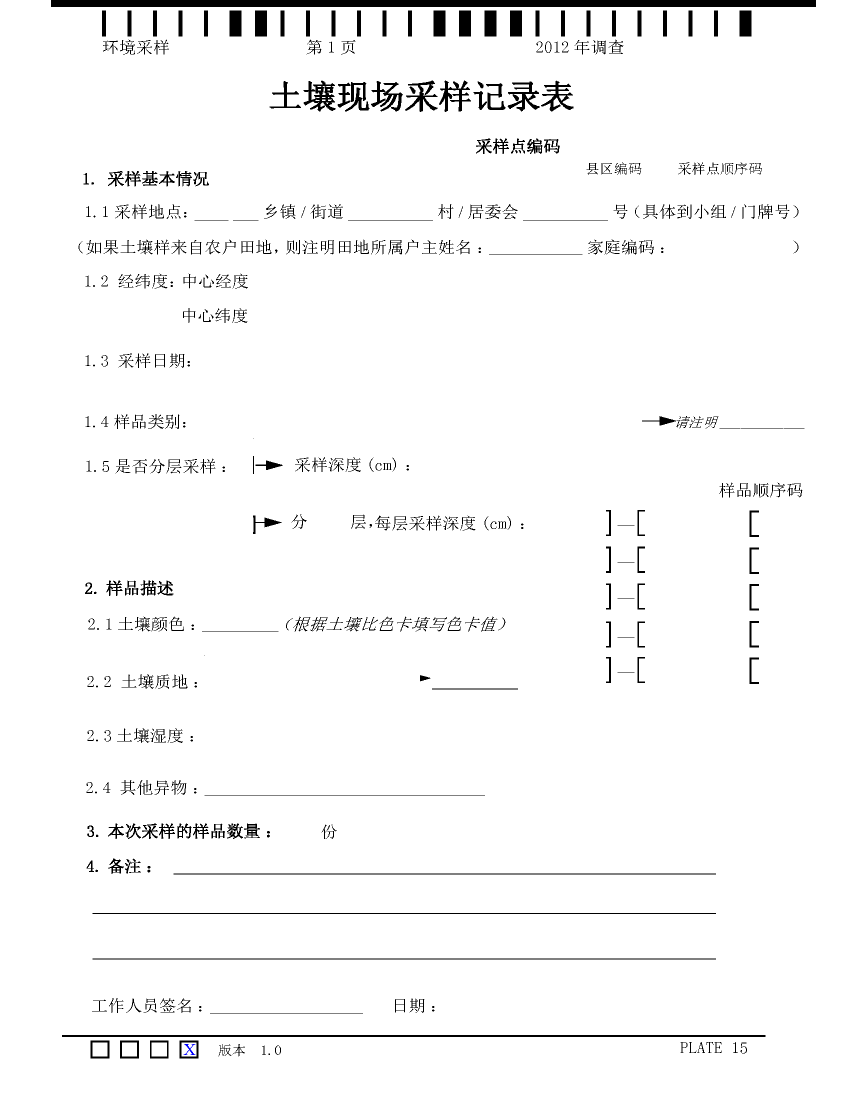 环境采样 第 1 页 2012 年调查
土壤现场采样记录表
采样点编码
县区编码 采样点顺序码
1. 采样基本情况
1.1 采样地点：____ ___ 乡镇 / 街道 __________ 村 / 居委会 __________ 号（具体到小组 / 门牌号）
（如果土壤样来自农户田地，则注明田地所属户主姓名：___________ 家庭编码： ）
1.2 经纬度：中心经度
中心纬度
1.3 采样日期：
1.4 样品类别： 请注明__________
1.5 是否分层采样： 采样深度 (cm)：
样品顺序码
分 层，每层采样深度 (cm)： ]—[ [
]—[ [
2. 样品描述
]—[ [
2.1 土壤颜色：_________（根据土壤比色卡填写色卡值）
]—[ [
2.2 土壤质地： __________ ]—[ [
2.3 土壤湿度：
2.4 其他异物：_________________________________
3. 本次采样的样品数量： 份
4. 备注：
工作人员签名：__________________ 日期：
X 版本 1.0 PLATE 15